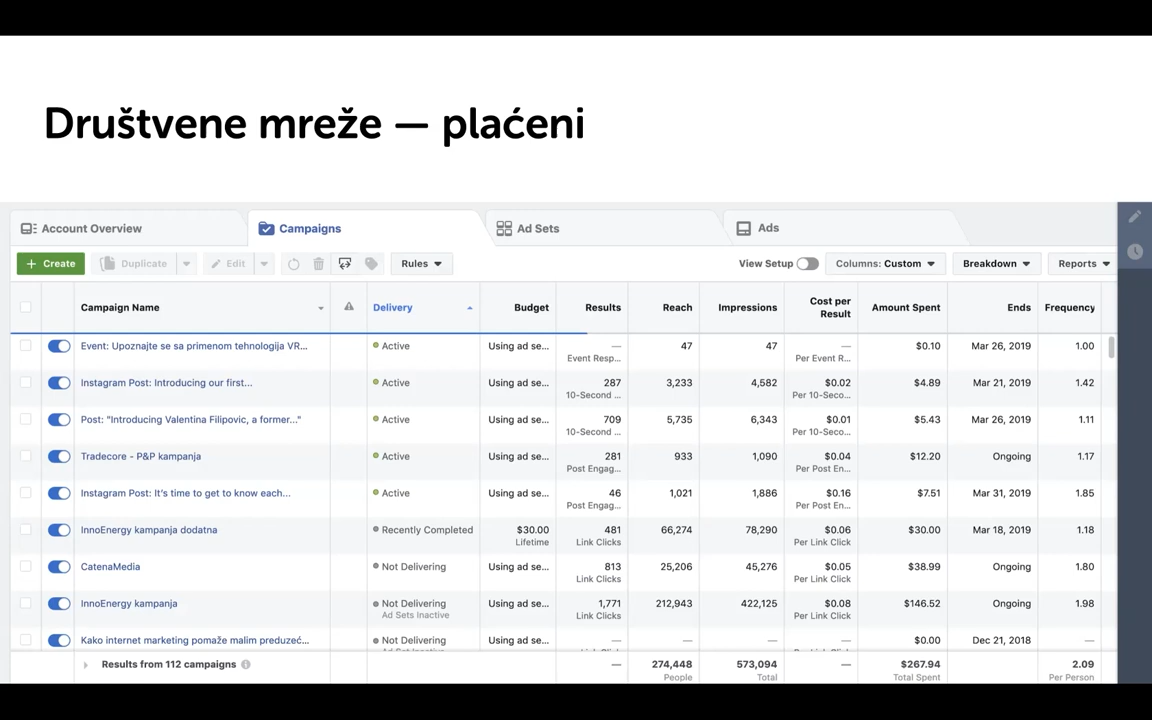 Društvene mreže — plaćeni
Account Overview Campaigns Ad Sets Ads
+ Create Duplicate Edit Rules View Setup Columns: Custom Breakdown Reports
Campaign Name Delivery Budget Results Reach Impressions Cost per Result Amount Spent Ends Frequency
Event: Upoznajte se sa primenom tehnologija VR... Active Using ad se... — 47 47 — $0.10 Mar 26, 2019 1.00
Event Resp... Per Event R...
Instagram Post: Introducing our first... Active Using ad se... 287 3,233 4,582 $0.02 $4.89 Mar 21, 2019 1.42
10-Second ... Per 10-Seco...
Post: "Introducing Valentina Filipovic, a former..." Active Using ad se... 709 5,735 6,343 $0.01 $5.43 Mar 26, 2019 1.11
10-Second ... Per 10-Seco...
Tradecore - P&P kampanja Active Using ad se... 281 933 1,090 $0.04 $12.20 Ongoing 1.17
Post Engag... Per Post En...
Instagram Post: It's time to get to know each... Active Using ad se... 46 1,021 1,886 $0.16 $7.51 Mar 31, 2019 1.85
Post Engag... Per Post En...
InnoEnergy kampanja dodatna Recently Completed $30.00 481 66,274 78,290 $0.06 $30.00 Mar 18, 2019 1.18
Lifetime Link Clicks Per Link Click
CatenaMedia Not Delivering Using ad se... 813 25,206 45,276 $0.05 $38.99 Ongoing 1.80
Link Clicks Per Link Click
InnoEnergy kampanja Not Delivering Using ad se... 1,771 212,943 422,125 $0.08 $146.52 Ongoing 1.98
Ad Sets Inactive Link Clicks Per Link Click
Kako internet marketing pomaže malim preduzeć... Not Delivering Using ad se... — — — — $0.00 Dec 21, 2018 —
Results from 112 campaigns — 274,448 573,094 — $267.94 2.09
People Total Total Spent Per Person